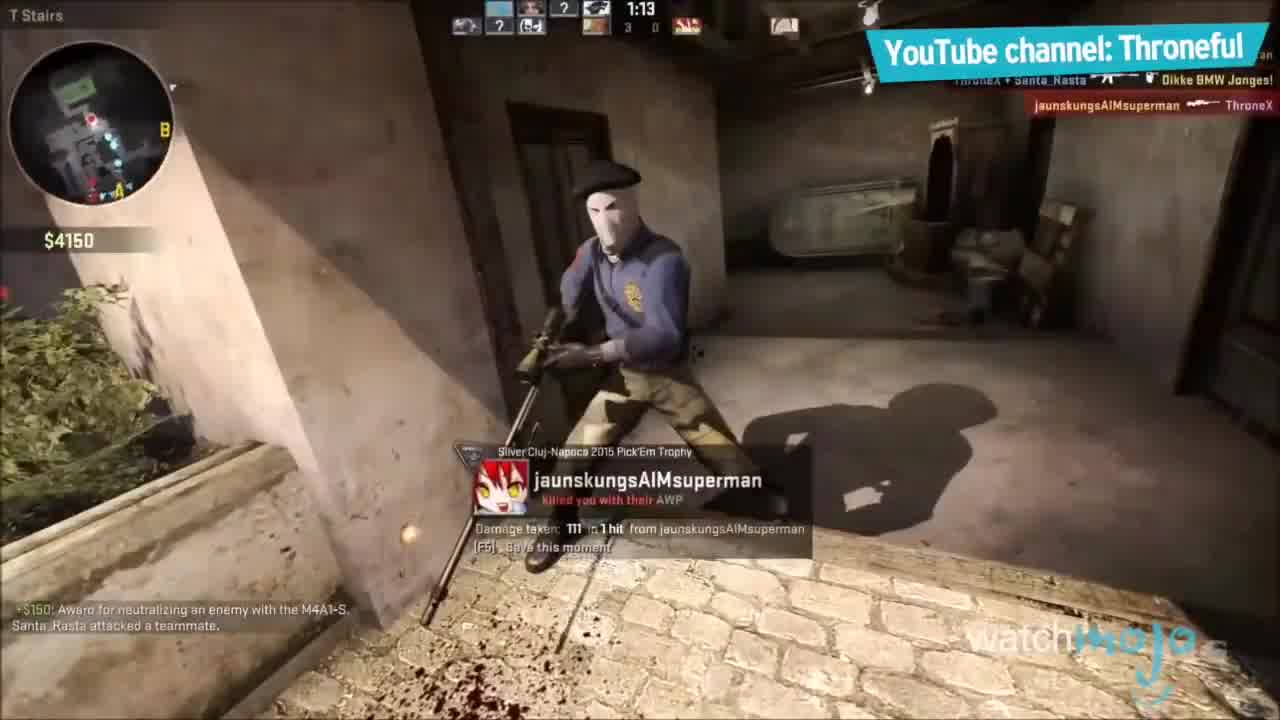 T Stairs
?
1:13
?
3 0
YouTube channel: Throneful
ThroneX + Santa_Rasta Dikke BMW Jonges!
jaunskungsAIMsuperman ThroneX
B
A
$4150
Silver Cluj-Napoca 2015 Pick'Em Trophy
jaunskungsAIMsuperman
killed you with their AWP
Damage taken: 111 in 1 hit from jaunskungsAIMsuperman
[F5] Save this moment
+$150: Award for neutralizing an enemy with the M4A1-S.
Santa_Rasta attacked a teammate.
watchmojo